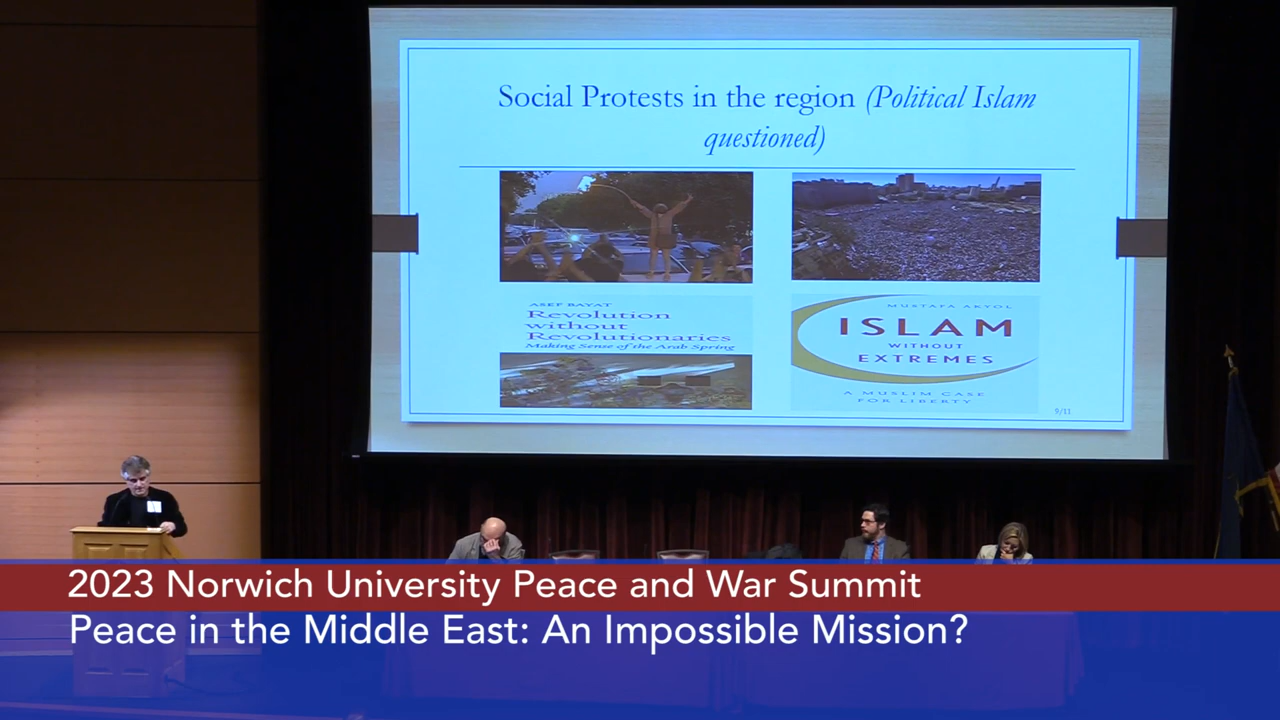 Social Protests in the region (Political Islam
questioned)
ASEF BAYAT
Revolution
without
Revolutionaries
Making Sense of the Arab Spring
MUSTAFA AKYOL
ISLAM
WITHOUT
EXTREMES
A MUSLIM CASE
FOR LIBERTY
9/11
2023 Norwich University Peace and War Summit
Peace in the Middle East: An Impossible Mission?